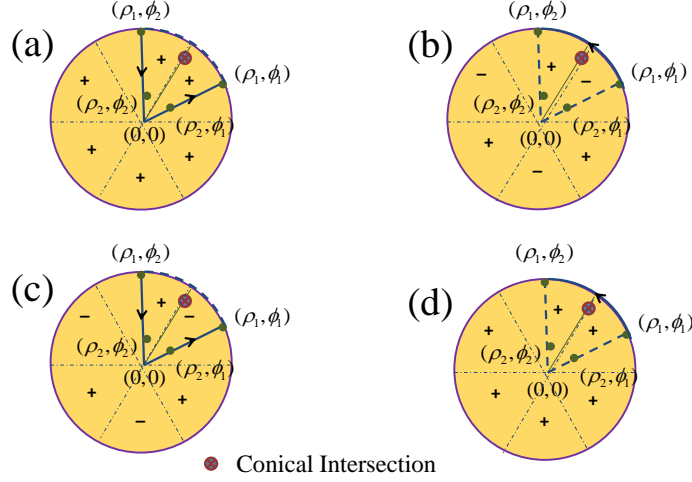 (a)
(ρ₁,ϕ₂)
+
+
(ρ₁,ϕ₁)
+
(ρ₂,ϕ₂)
(ρ₂,ϕ₁)
(0,0)
+
+
+
(b)
(ρ₁,ϕ₂)
+
(ρ₁,ϕ₁)
-
-
(ρ₂,ϕ₂)
(ρ₂,ϕ₁)
(0,0)
+
+
-
(c)
(ρ₁,ϕ₂)
+
(ρ₁,ϕ₁)
-
-
(ρ₂,ϕ₂)
(ρ₂,ϕ₁)
(0,0)
+
+
-
(d)
(ρ₁,ϕ₂)
+
(ρ₁,ϕ₁)
+
+
(ρ₂,ϕ₂)
(ρ₂,ϕ₁)
(0,0)
+
+
+
Conical Intersection